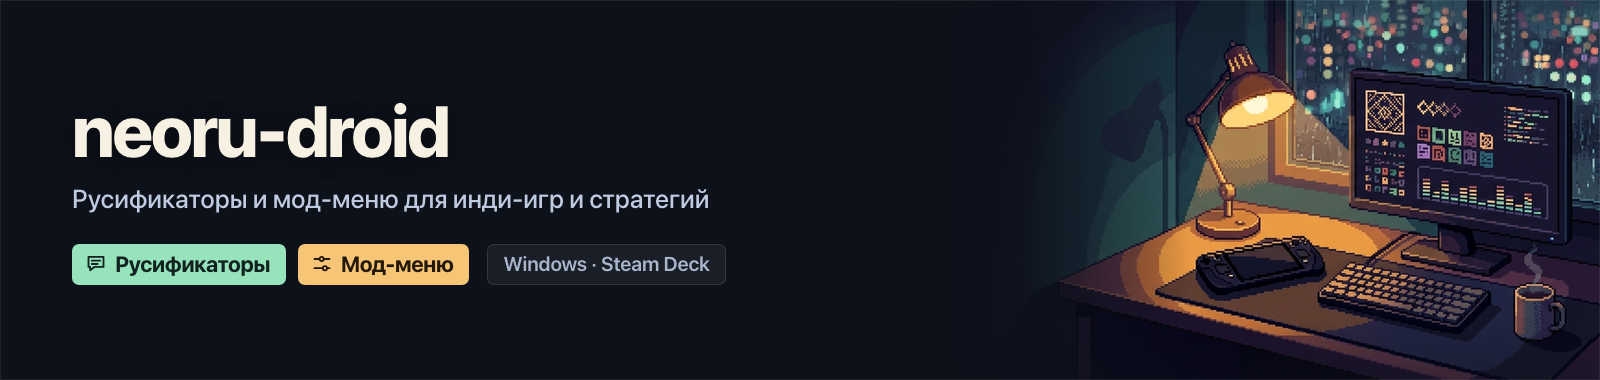 neoru-droid
Русификаторы и мод-меню для инди-игр и стратегий
Русификаторы Мод-меню Windows · Steam Deck